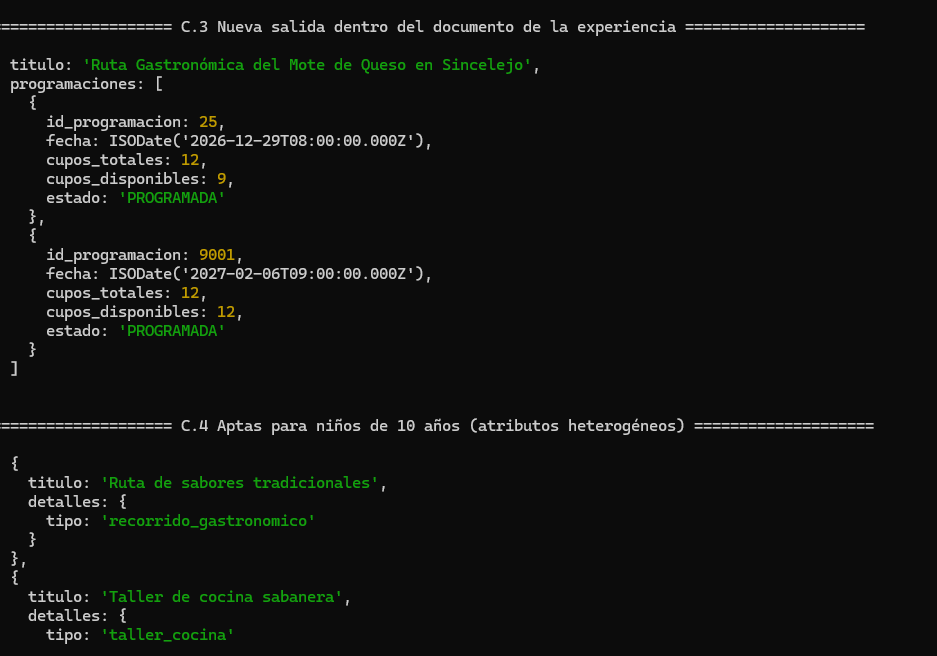 =================== C.3 Nueva salida dentro del documento de la experiencia ====================
titulo: 'Ruta Gastronómica del Mote de Queso en Sincelejo',
programaciones: [
{
id_programacion: 25,
fecha: ISODate('2026-12-29T08:00:00.000Z'),
cupos_totales: 12,
cupos_disponibles: 9,
estado: 'PROGRAMADA'
},
{
id_programacion: 9001,
fecha: ISODate('2027-02-06T09:00:00.000Z'),
cupos_totales: 12,
cupos_disponibles: 12,
estado: 'PROGRAMADA'
}
]
=================== C.4 Aptas para niños de 10 años (atributos heterogéneos) ====================
{
titulo: 'Ruta de sabores tradicionales',
detalles: {
tipo: 'recorrido_gastronomico'
}
},
{
titulo: 'Taller de cocina sabanera',
detalles: {
tipo: 'taller_cocina'